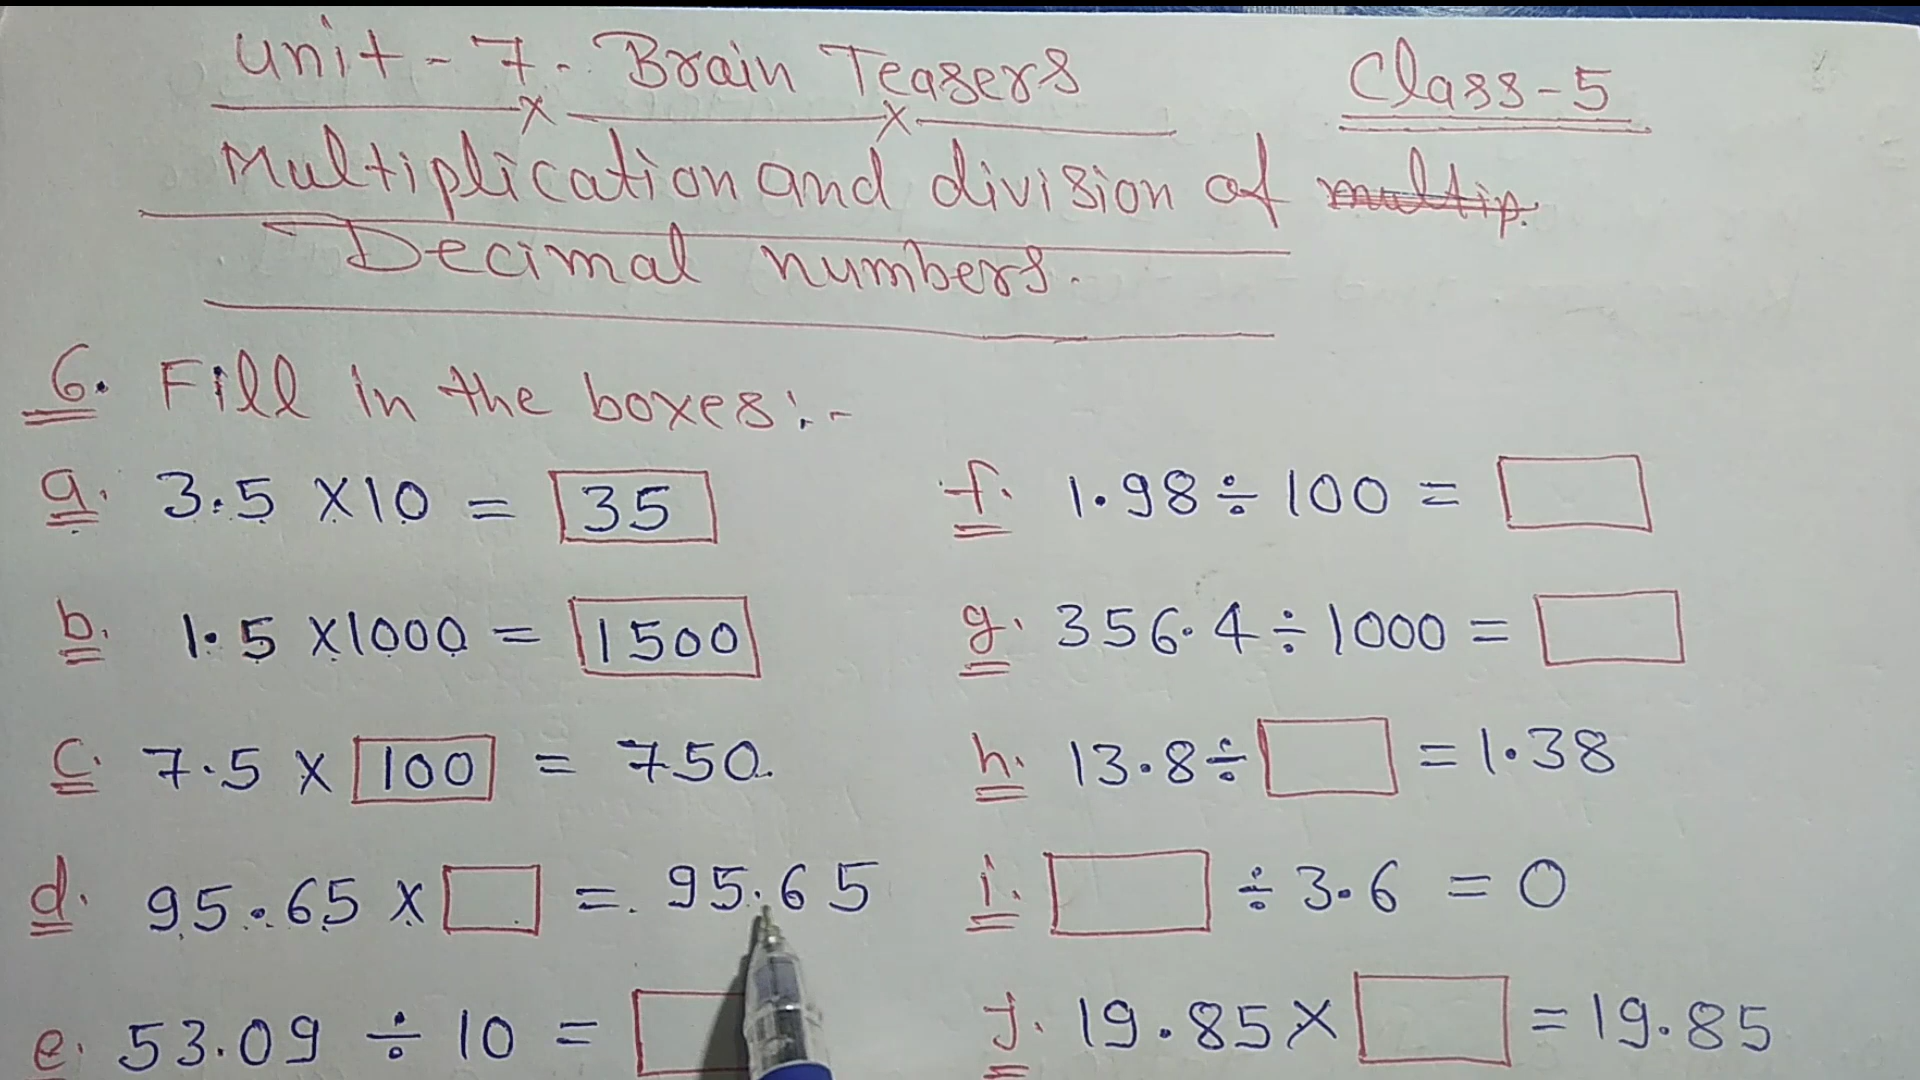 Unit - 7. Brain Teasers Class-5
Multiplication and division of multip.
Decimal numbers.
6. Fill in the boxes:-
a. 3.5 × 10 = 35
b. 1.5 × 1000 = 1500
c. 7.5 × 100 = 750
d. 95.65 × = 95.65
e. 53.09 ÷ 10 =
f. 1.98 ÷ 100 =
g. 356.4 ÷ 1000 =
h. 13.8 ÷ = 1.38
i. ÷ 3.6 = 0
j. 19.85 × = 19.85